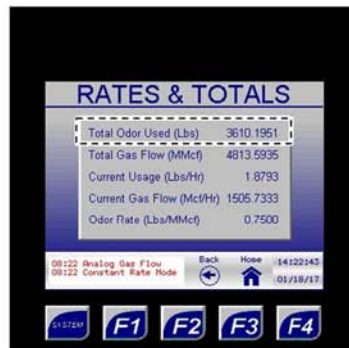 RATES & TOTALS
Total Odor Used (Lbs) 3610.1951
Total Gas Flow (MMcf) 4813.5935
Current Usage (Lbs/Hr) 1.8793
Current Gas Flow (Mcf/Hr) 1505.7333
Odor Rate (Lbs/MMcf) 0.7500
08:22 Analog Gas Flow
08:22 Constant Rate Mode
Back
Home
14:22:43
01/18/17
SYSTEM F1 F2 F3 F4